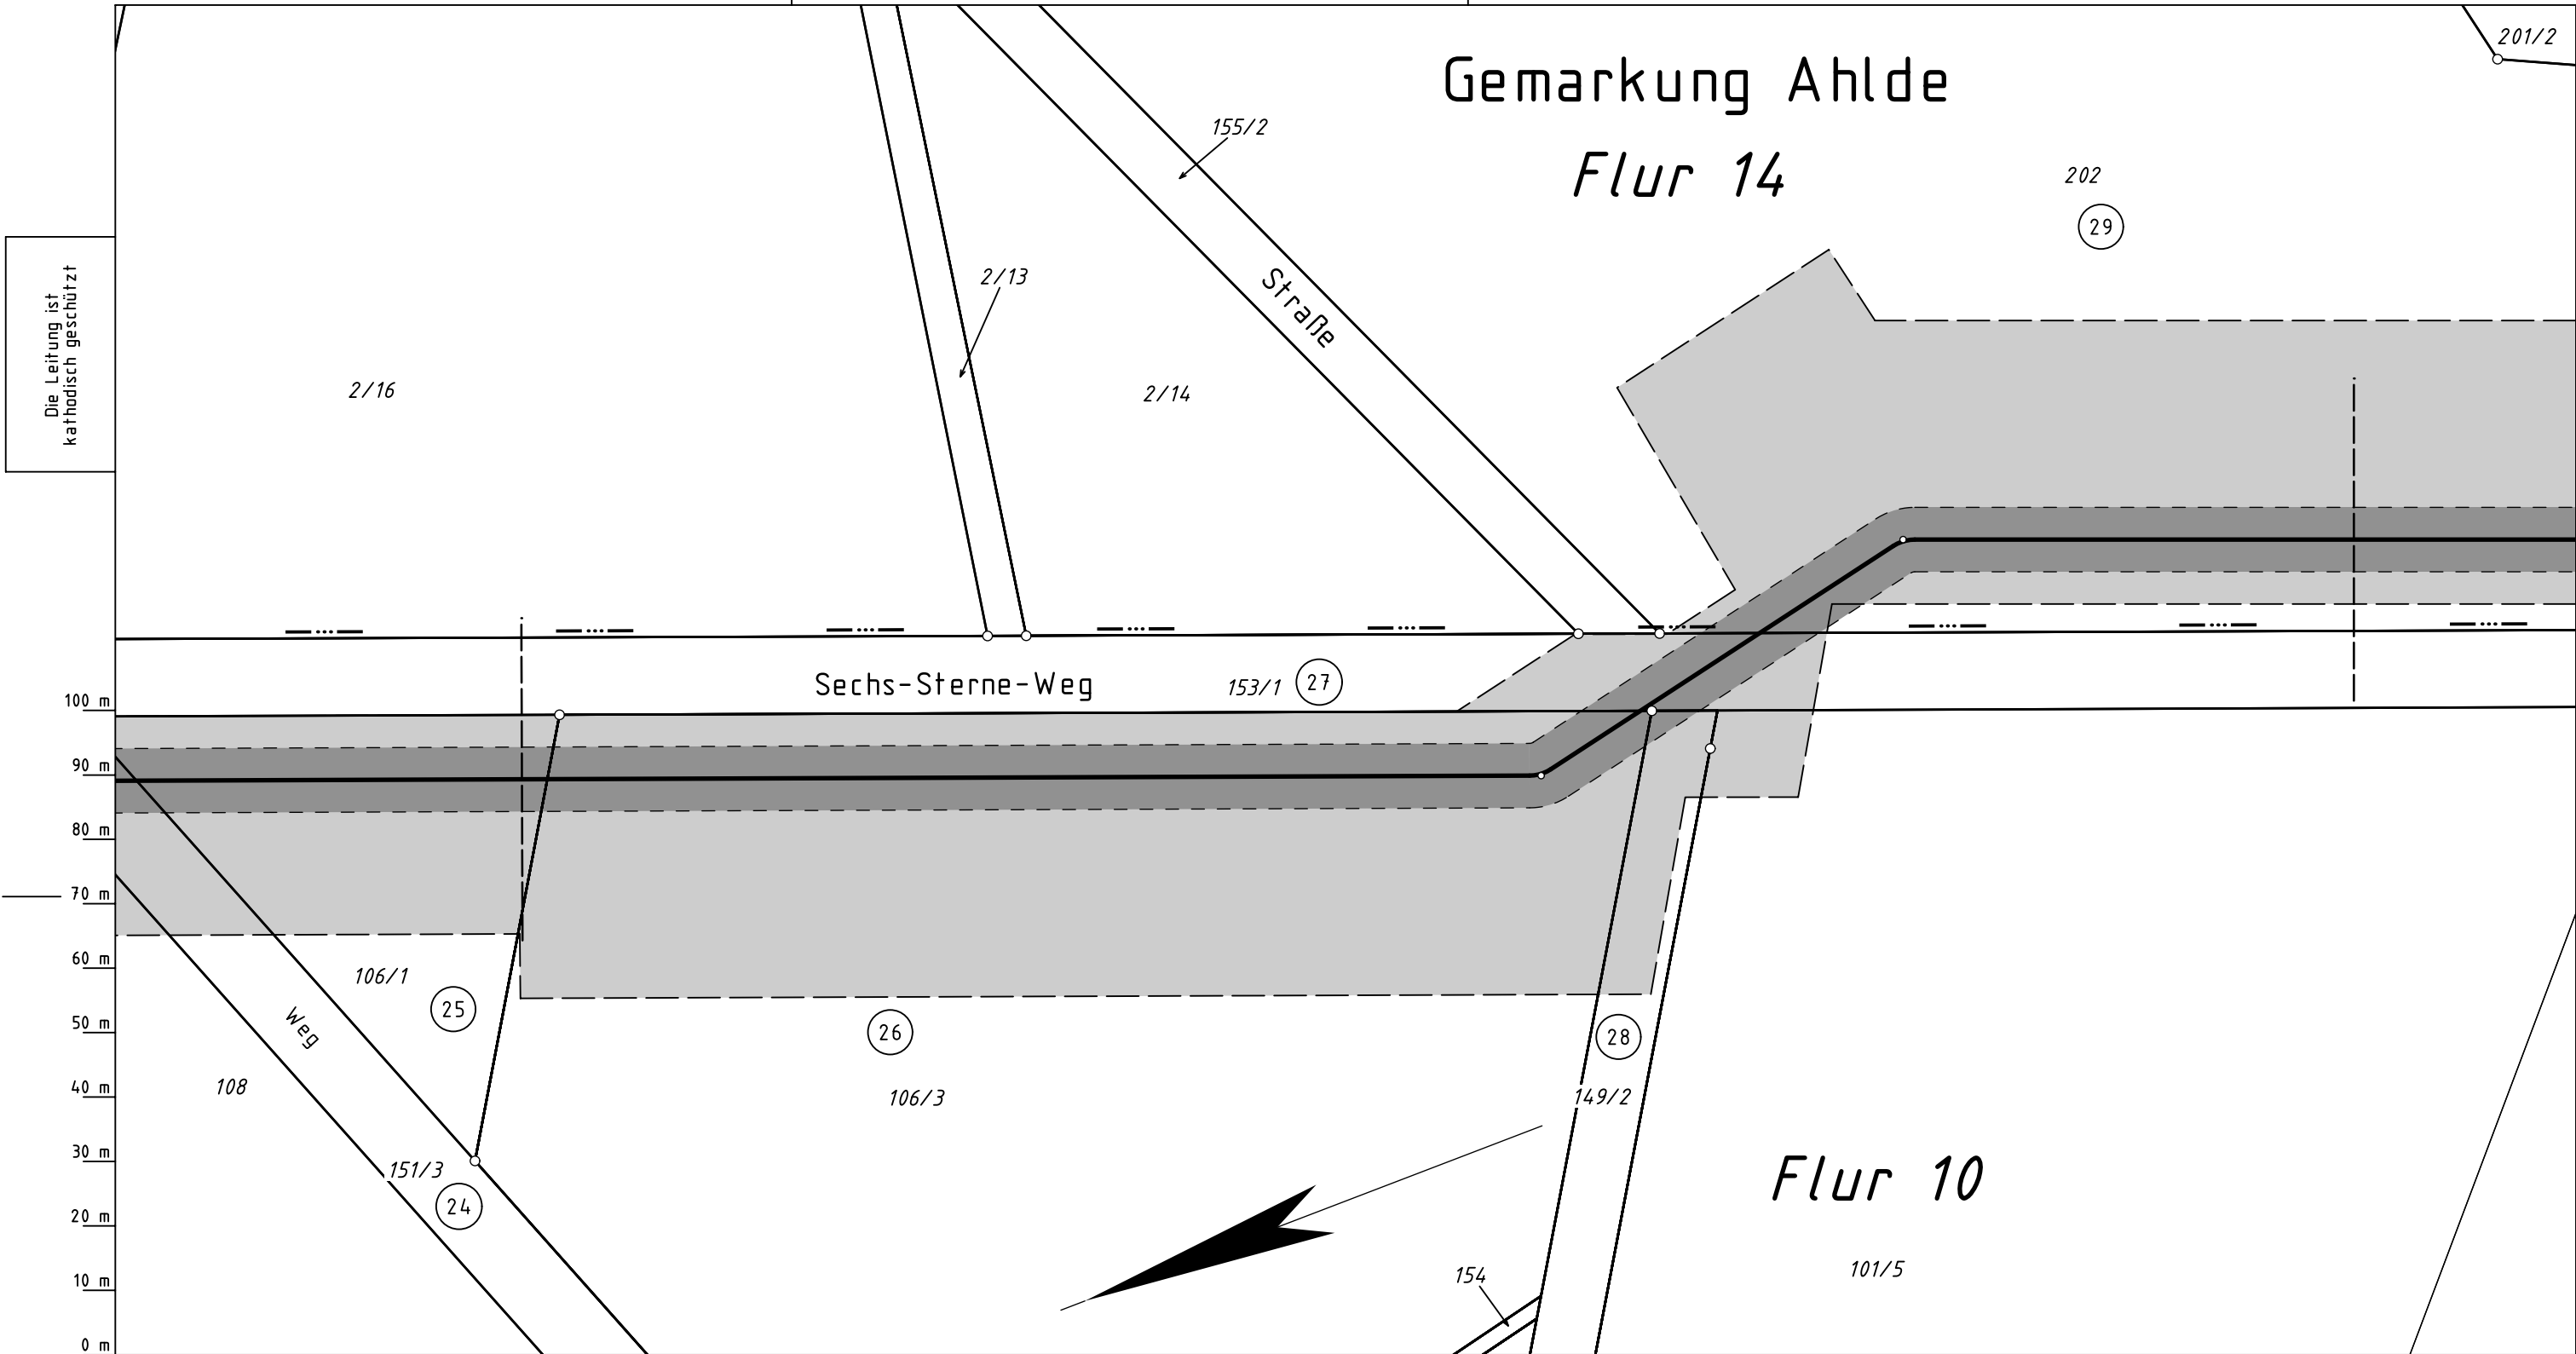 201/2
Gemarkung Ahlde
155/2
Flur 14
202
29
2/13
Straße
Die Leitung ist
kathodisch geschützt
2/16
2/14
Sechs-Sterne-Weg
153/1
27
100 m
90 m
80 m
70 m
60 m
50 m
40 m
30 m
20 m
10 m
0 m
106/1
25
Weg
26
28
108
106/3
149/2
151/3
24
Flur 10
154
101/5